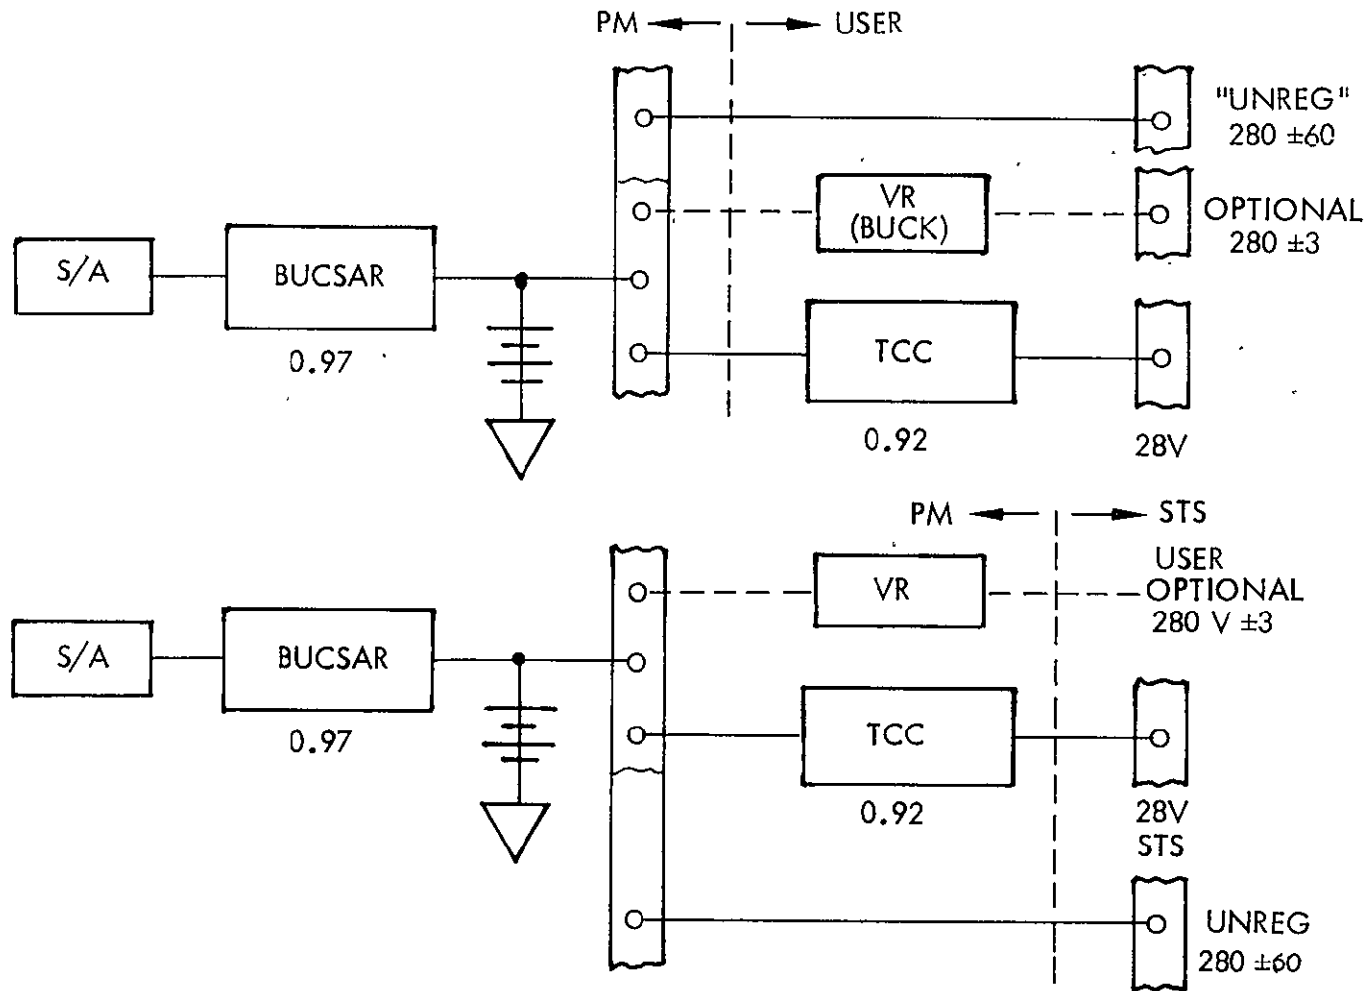 PM USER
"UNREG"
280 ±60
VR
(BUCK)
OPTIONAL
280 ±3
S/A
BUCSAR
0.97
TCC
0.92
28V
PM STS
USER
OPTIONAL
280 V ±3
VR
S/A
BUCSAR
0.97
TCC
0.92
28V
STS
UNREG
280 ±60